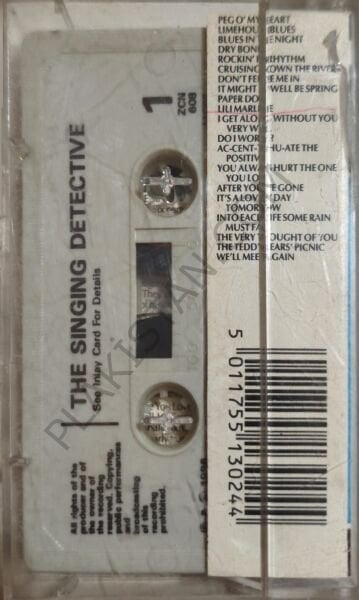 1
ZCN
608
THE SINGING DETECTIVE
See Inlay Card For Details
All rights of the
producer and of
the owner of
the recording
reserved. Copying,
public performances
and
broadcasting
of this
recording
prohibited.
PEG O' MY HEART
LIMEHOUSE BLUES
BLUES IN THE NIGHT
DRY BONES
ROCKIN' RHYTHM
CRUISING DOWN THE RIVER
DON'T FENCE ME IN
IT MIGHT AS WELL BE SPRING
PAPER DOLL
LILI MARLENE
I GET ALONG WITHOUT YOU
VERY WELL
DO I WORRY?
AC-CENT-TCHU-ATE THE
POSITIVE
YOU ALWAYS HURT THE ONE
YOU LOVE
AFTER YOU'VE GONE
IT'S A LOVELY DAY
TOMORROW
INTO EACH LIFE SOME RAIN
MUST FALL
THE VERY THOUGHT OF YOU
THE TEDDY BEARS' PICNIC
WE'LL MEET AGAIN
1
5 011755 130244